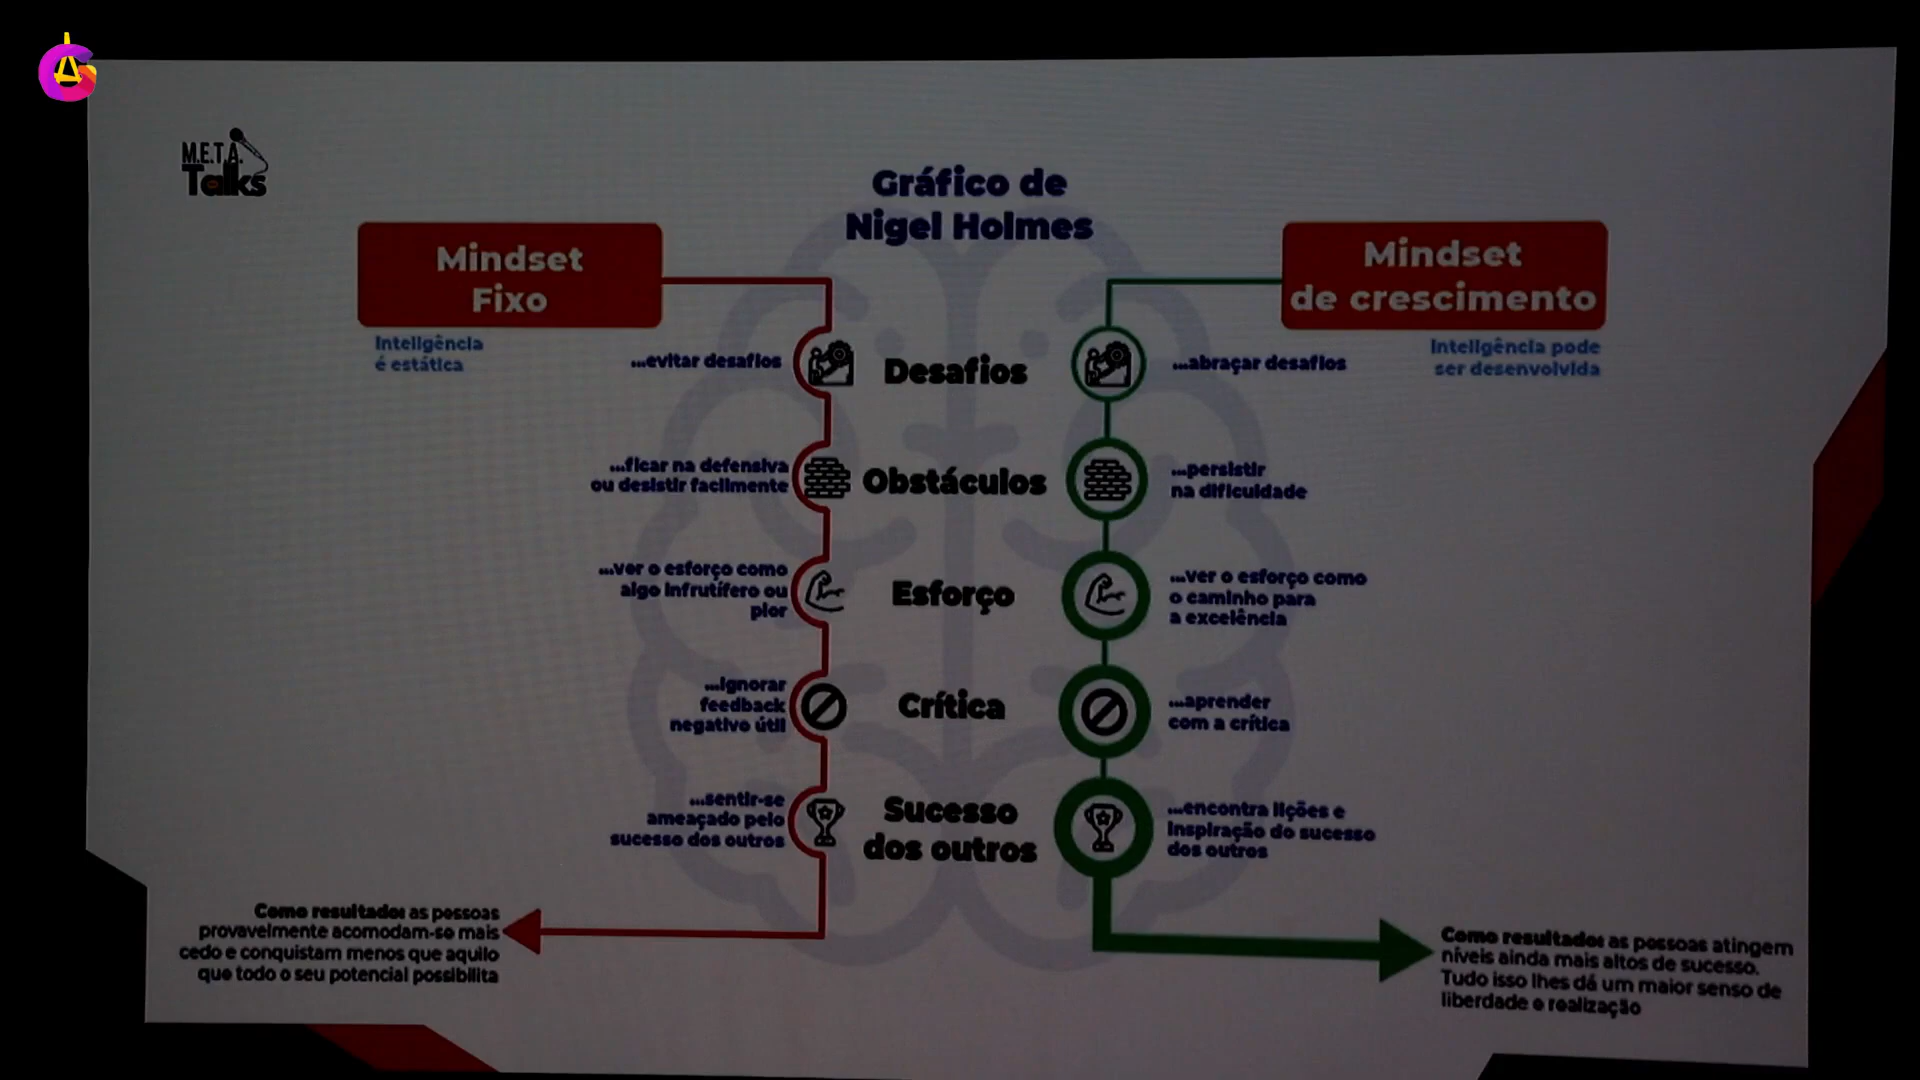 M.E.T.A.
Talks
Gráfico de
Nigel Holmes
Mindset
Fixo
Inteligência
é estática
Mindset
de crescimento
Inteligência pode
ser desenvolvida
...evitar desafios
Desafios
...abraçar desafios
...ficar na defensiva
ou desistir facilmente
Obstáculos
...persistir
na dificuldade
...ver o esforço como
algo infrutífero ou
pior
Esforço
...ver o esforço como
o caminho para
a excelência
...ignorar
feedback
negativo útil
Crítica
...aprender
com a crítica
...sentir-se
ameaçado pelo
sucesso dos outros
Sucesso
dos outros
...encontra lições e
inspiração do sucesso
dos outros
Como resultado: as pessoas
provavelmente acomodam-se mais
cedo e conquistam menos que aquilo
que todo o seu potencial possibilita
Como resultado: as pessoas atingem
níveis ainda mais altos de sucesso.
Tudo isso lhes dá um maior senso de
liberdade e realização